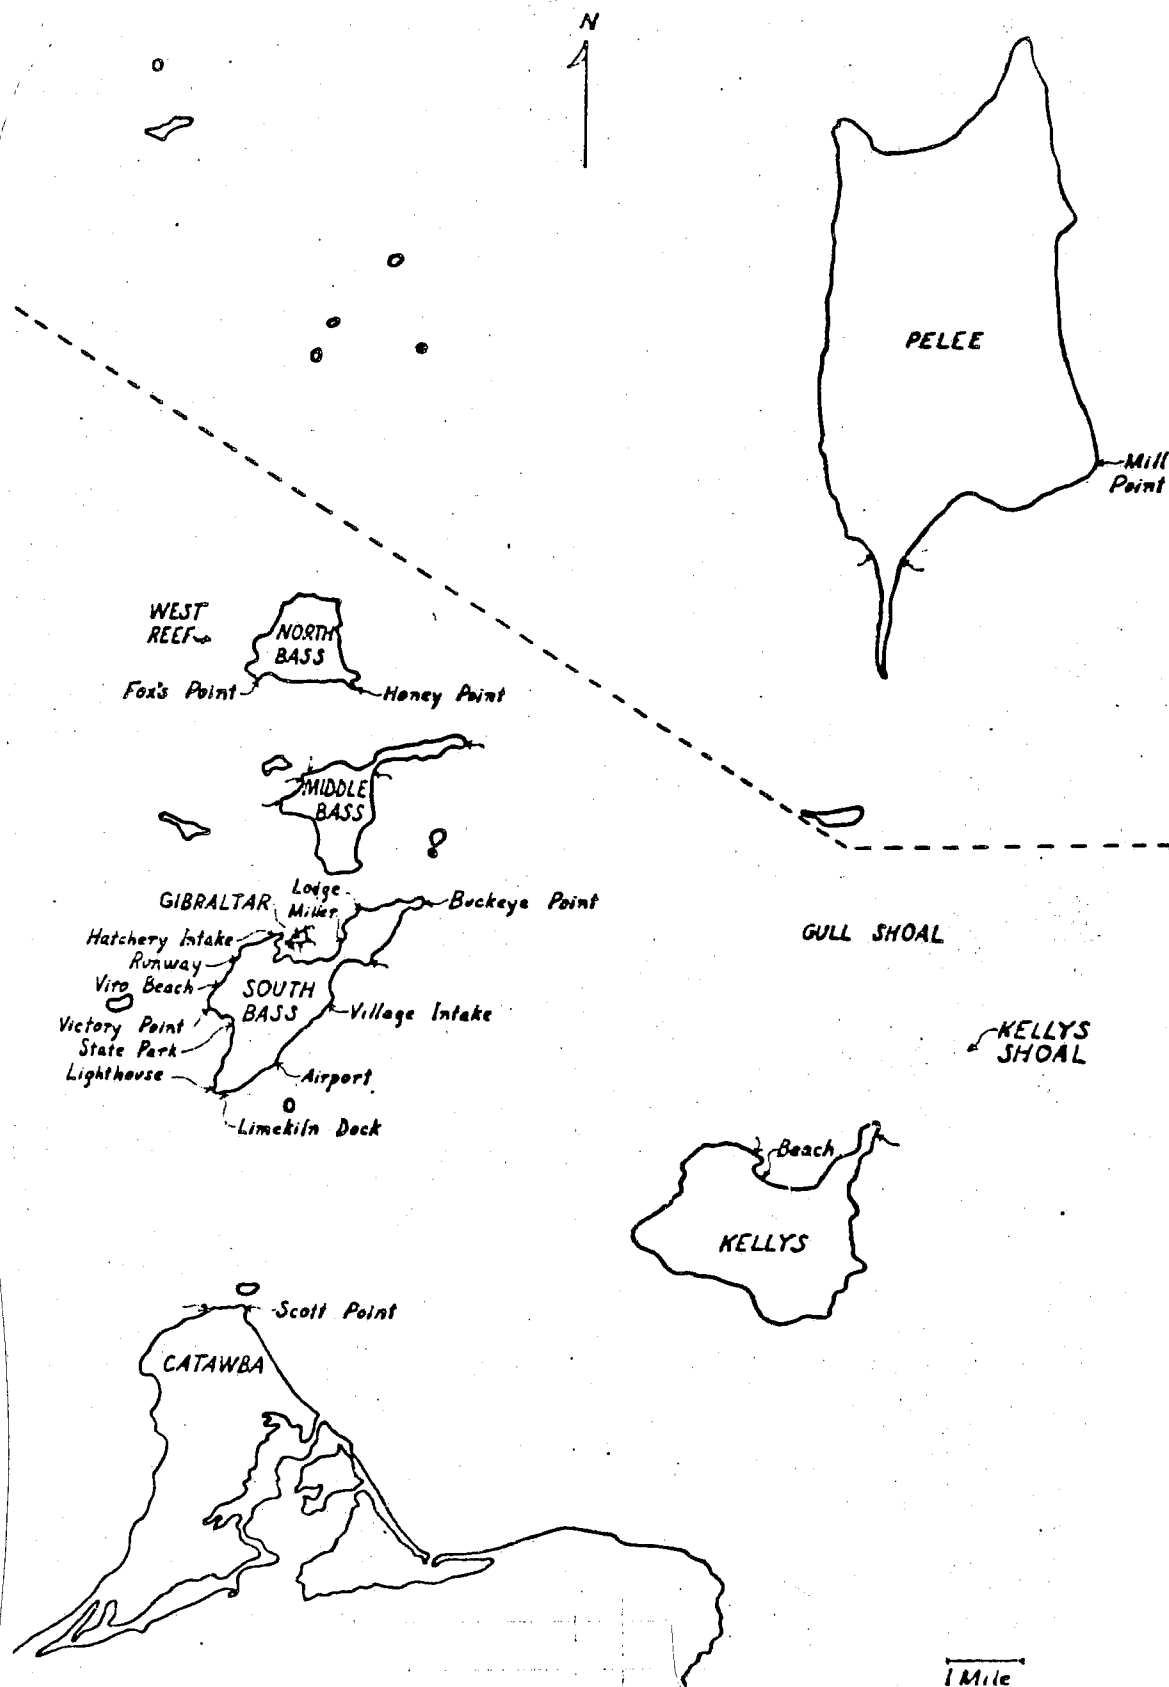 N
PELEE
Mill
Point
WEST
REEF
NORTH
BASS
Fox's Point
Honey Point
MIDDLE
BASS
Lodge
Miller
GIBRALTAR
Buckeye Point
Hatchery Intake
Runway
Vito Beach
SOUTH
BASS
Victory Point
State Park
Lighthouse
Village Intake
Airport
Limekiln Dock
GULL SHOAL
KELLYS
SHOAL
Beach
KELLYS
Scott Point
CATAWBA
1 Mile